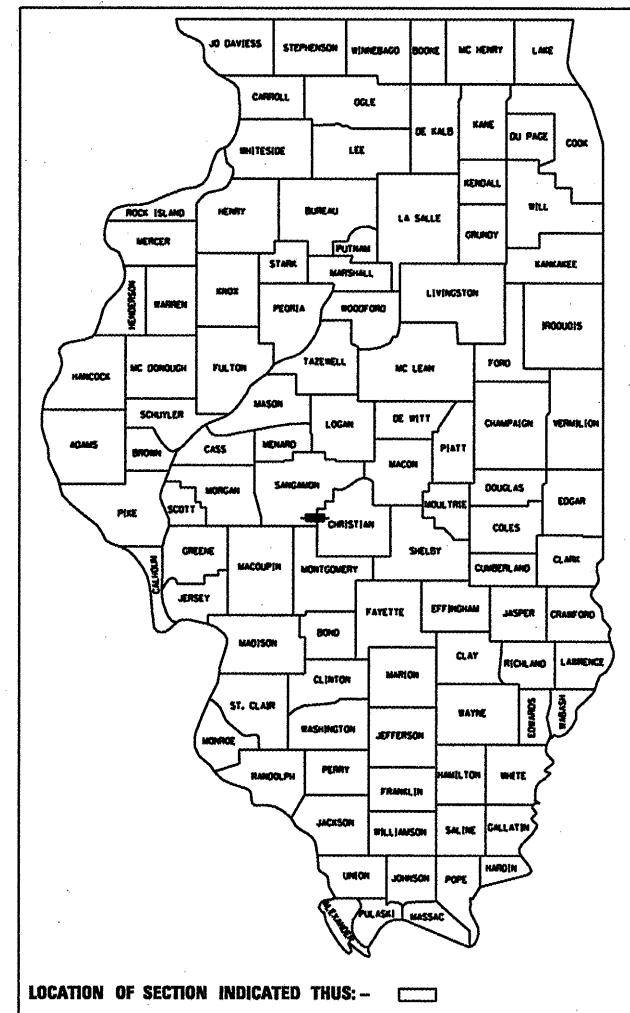 JO DAVIESS STEPHENSON WINNEBAGO BOONE MC HENRY LAKE
CARROLL OGLE DE KALB KANE DU PAGE COOK
WHITESIDE LEE
KENDALL
ROCK ISLAND HENRY BUREAU LA SALLE GRUNDY WILL
MERCER PUTNAM
STARK MARSHALL KANKAKEE
HENDERSON WARREN KNOX PEORIA WOODFORD LIVINGSTON IROQUOIS
HANCOCK MC DONOUGH FULTON TAZEWELL MC LEAN FORD
SCHUYLER MASON LOGAN DE WITT CHAMPAIGN VERMILION
ADAMS BROWN CASS MENARD MACON PIATT
PIKE SCOTT MORGAN SANGAMON CHRISTIAN MOULTRIE DOUGLAS EDGAR
COLES
CALHOUN GREENE MACOUPIN MONTGOMERY SHELBY CUMBERLAND CLARK
JERSEY FAYETTE EFFINGHAM JASPER CRAWFORD
MADISON BOND CLAY RICHLAND LAWRENCE
CLINTON MARION
ST. CLAIR WASHINGTON WAYNE EDWARDS WABASH
MONROE JEFFERSON
RANDOLPH PERRY HAMILTON WHITE
FRANKLIN
JACKSON WILLIAMSON SALINE GALLATIN
UNION JOHNSON POPE HARDIN
ALEXANDER PULASKI MASSAC
LOCATION OF SECTION INDICATED THUS: -